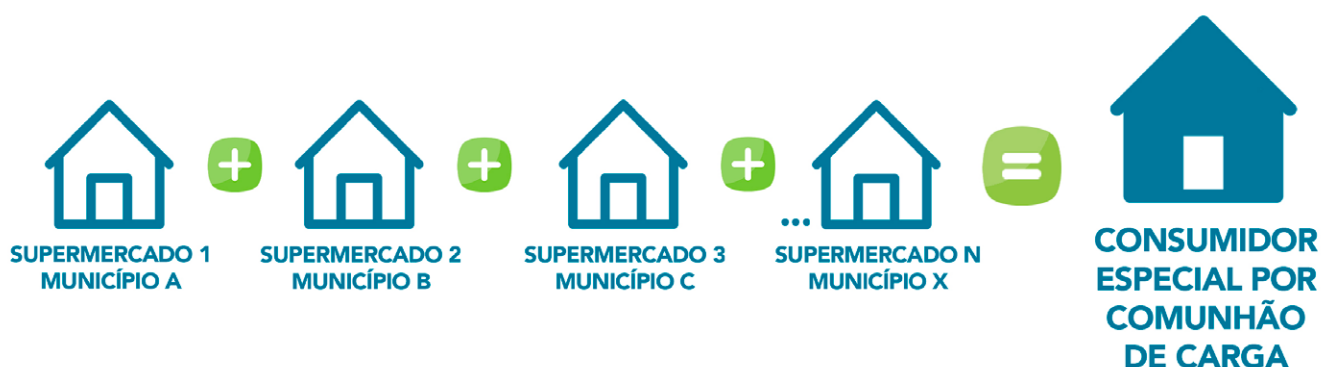 SUPERMERCADO 1
MUNICÍPIO A
+
SUPERMERCADO 2
MUNICÍPIO B
+
SUPERMERCADO 3
MUNICÍPIO C
+
...
SUPERMERCADO N
MUNICÍPIO X
=
CONSUMIDOR
ESPECIAL POR
COMUNHÃO
DE CARGA